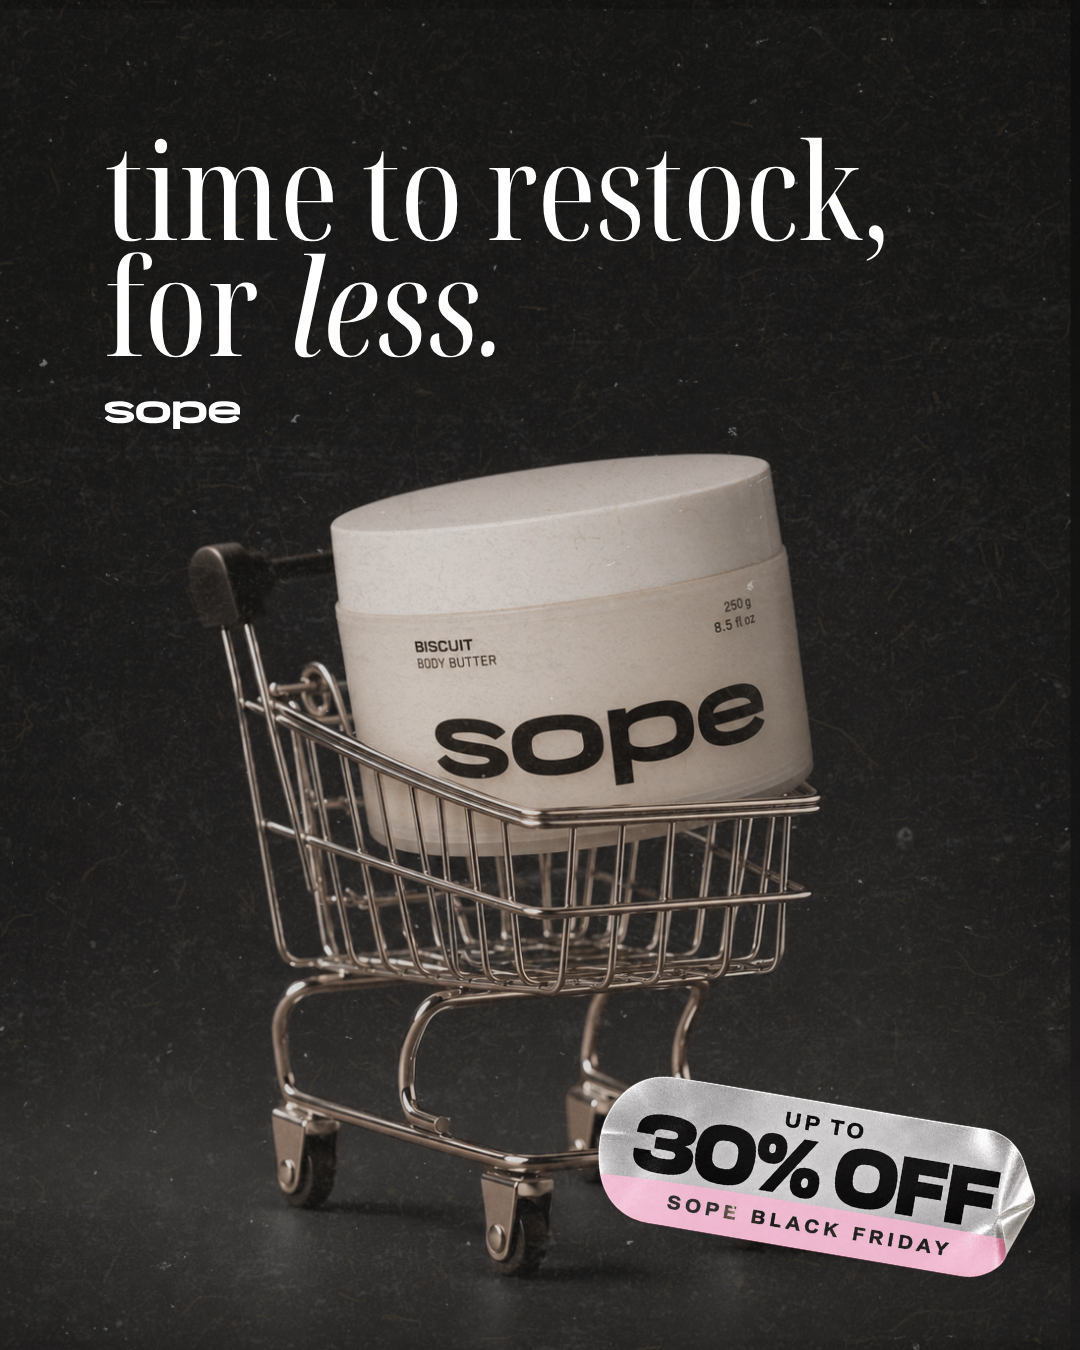 time to restock,
for less.
sope
BISCUIT
BODY BUTTER
250 g
8.5 fl oz
sope
UP TO
30% OFF
SOPE BLACK FRIDAY